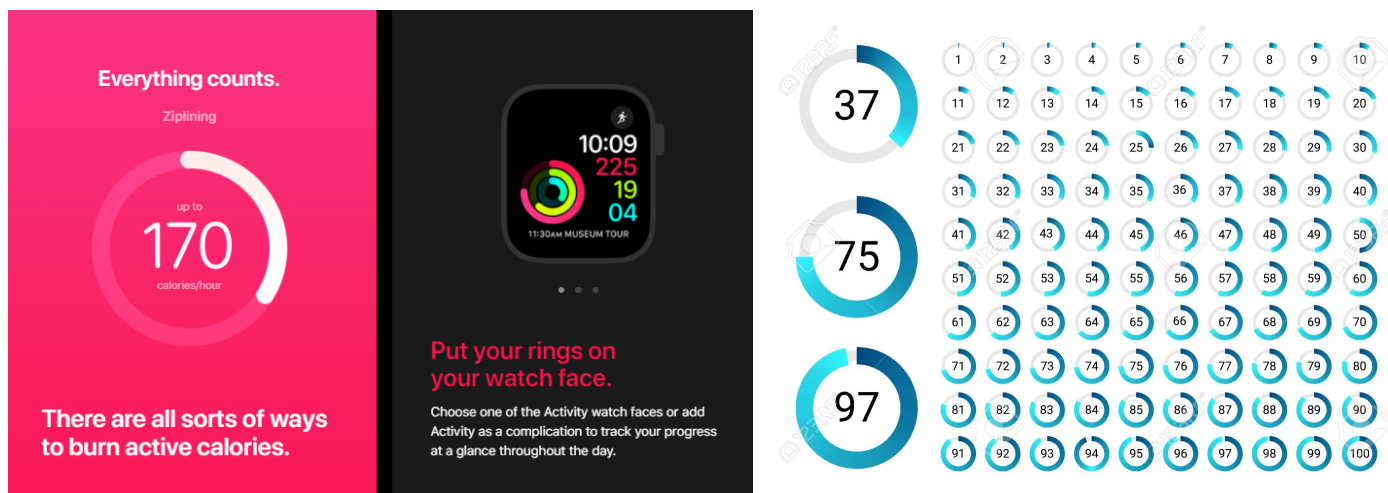 Everything counts.
Ziplining
up to
170
calories/hour
There are all sorts of ways
to burn active calories.
10:09
225
19
04
11:30AM MUSEUM TOUR
Put your rings on
your watch face.
Choose one of the Activity watch faces or add
Activity as a complication to track your progress
at a glance throughout the day.
37
75
97
1 2 3 4 5 6 7 8 9 10
11 12 13 14 15 16 17 18 19 20
21 22 23 24 25 26 27 28 29 30
31 32 33 34 35 36 37 38 39 40
41 42 43 44 45 46 47 48 49 50
51 52 53 54 55 56 57 58 59 60
61 62 63 64 65 66 67 68 69 70
71 72 73 74 75 76 77 78 79 80
81 82 83 84 85 86 87 88 89 90
91 92 93 94 95 96 97 98 99 100
123RF